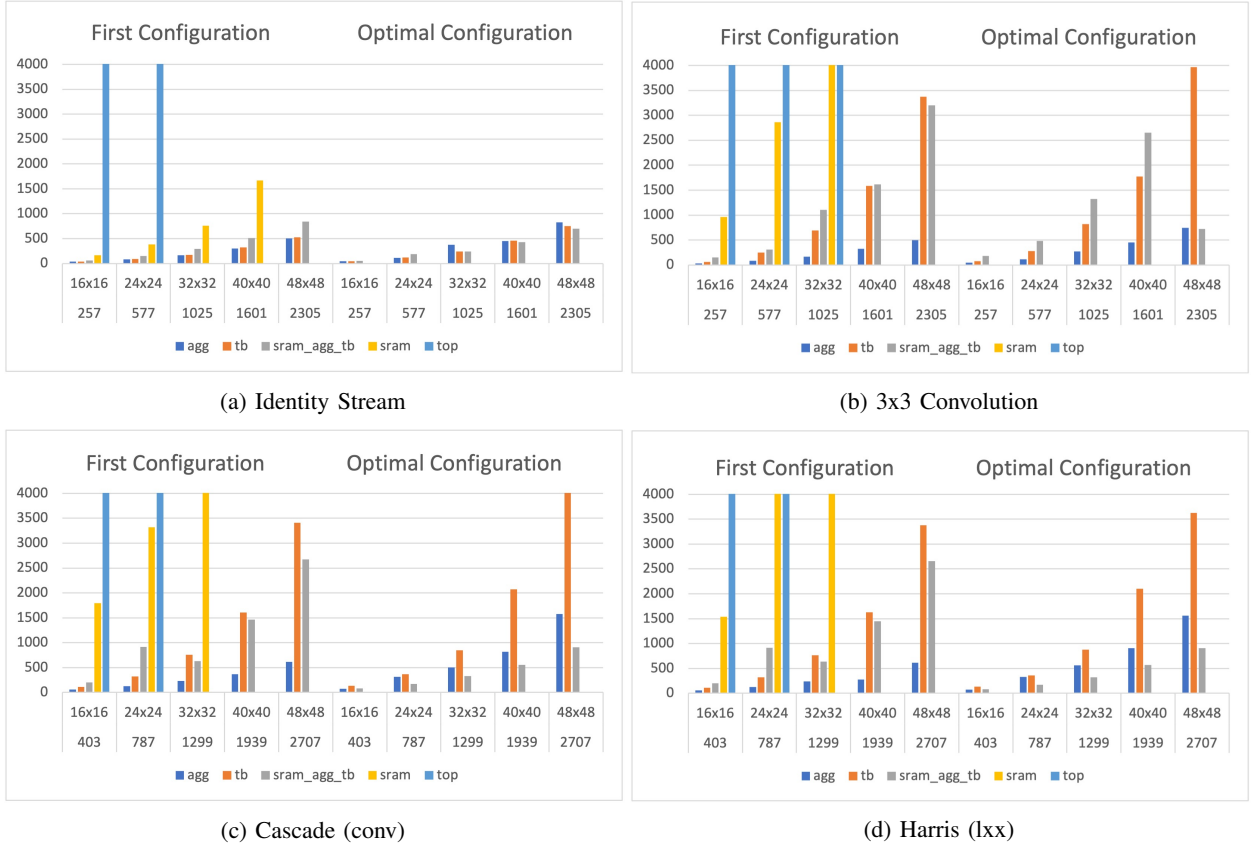 First Configuration Optimal Configuration
4000
3500
3000
2500
2000
1500
1000
500
0
16x16 24x24 32x32 40x40 48x48 16x16 24x24 32x32 40x40 48x48
257 577 1025 1601 2305 257 577 1025 1601 2305
agg tb sram_agg_tb sram top
(a) Identity Stream
First Configuration Optimal Configuration
4000
3500
3000
2500
2000
1500
1000
500
0
16x16 24x24 32x32 40x40 48x48 16x16 24x24 32x32 40x40 48x48
257 577 1025 1601 2305 257 577 1025 1601 2305
agg tb sram_agg_tb sram top
(b) 3x3 Convolution
First Configuration Optimal Configuration
4000
3500
3000
2500
2000
1500
1000
500
0
16x16 24x24 32x32 40x40 48x48 16x16 24x24 32x32 40x40 48x48
403 787 1299 1939 2707 403 787 1299 1939 2707
agg tb sram_agg_tb sram top
(c) Cascade (conv)
First Configuration Optimal Configuration
4000
3500
3000
2500
2000
1500
1000
500
0
16x16 24x24 32x32 40x40 48x48 16x16 24x24 32x32 40x40 48x48
403 787 1299 1939 2707 403 787 1299 1939 2707
agg tb sram_agg_tb sram top
(d) Harris (lxx)